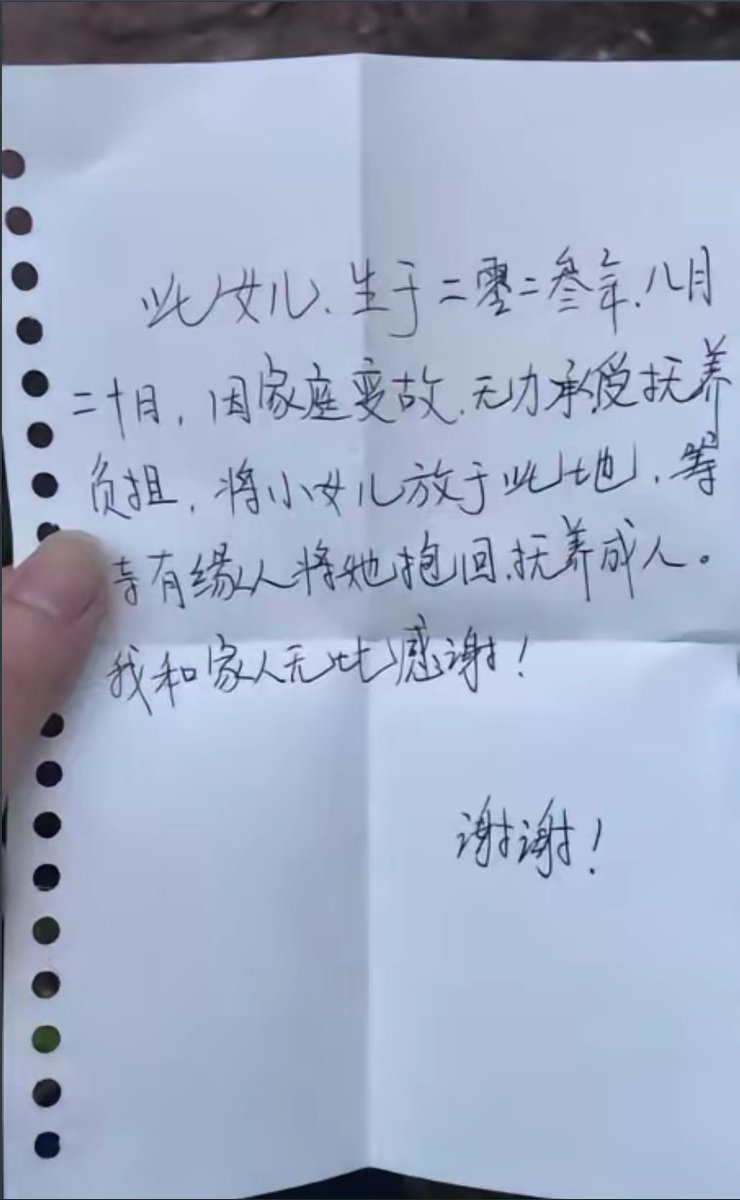 此女儿、生于二零二叁年.八月
二十日，因家庭变故.无力承受抚养
负担，将小女儿放于此地，等
待有缘人将她抱回.抚养成人。
我和家人无比感谢！
谢谢！